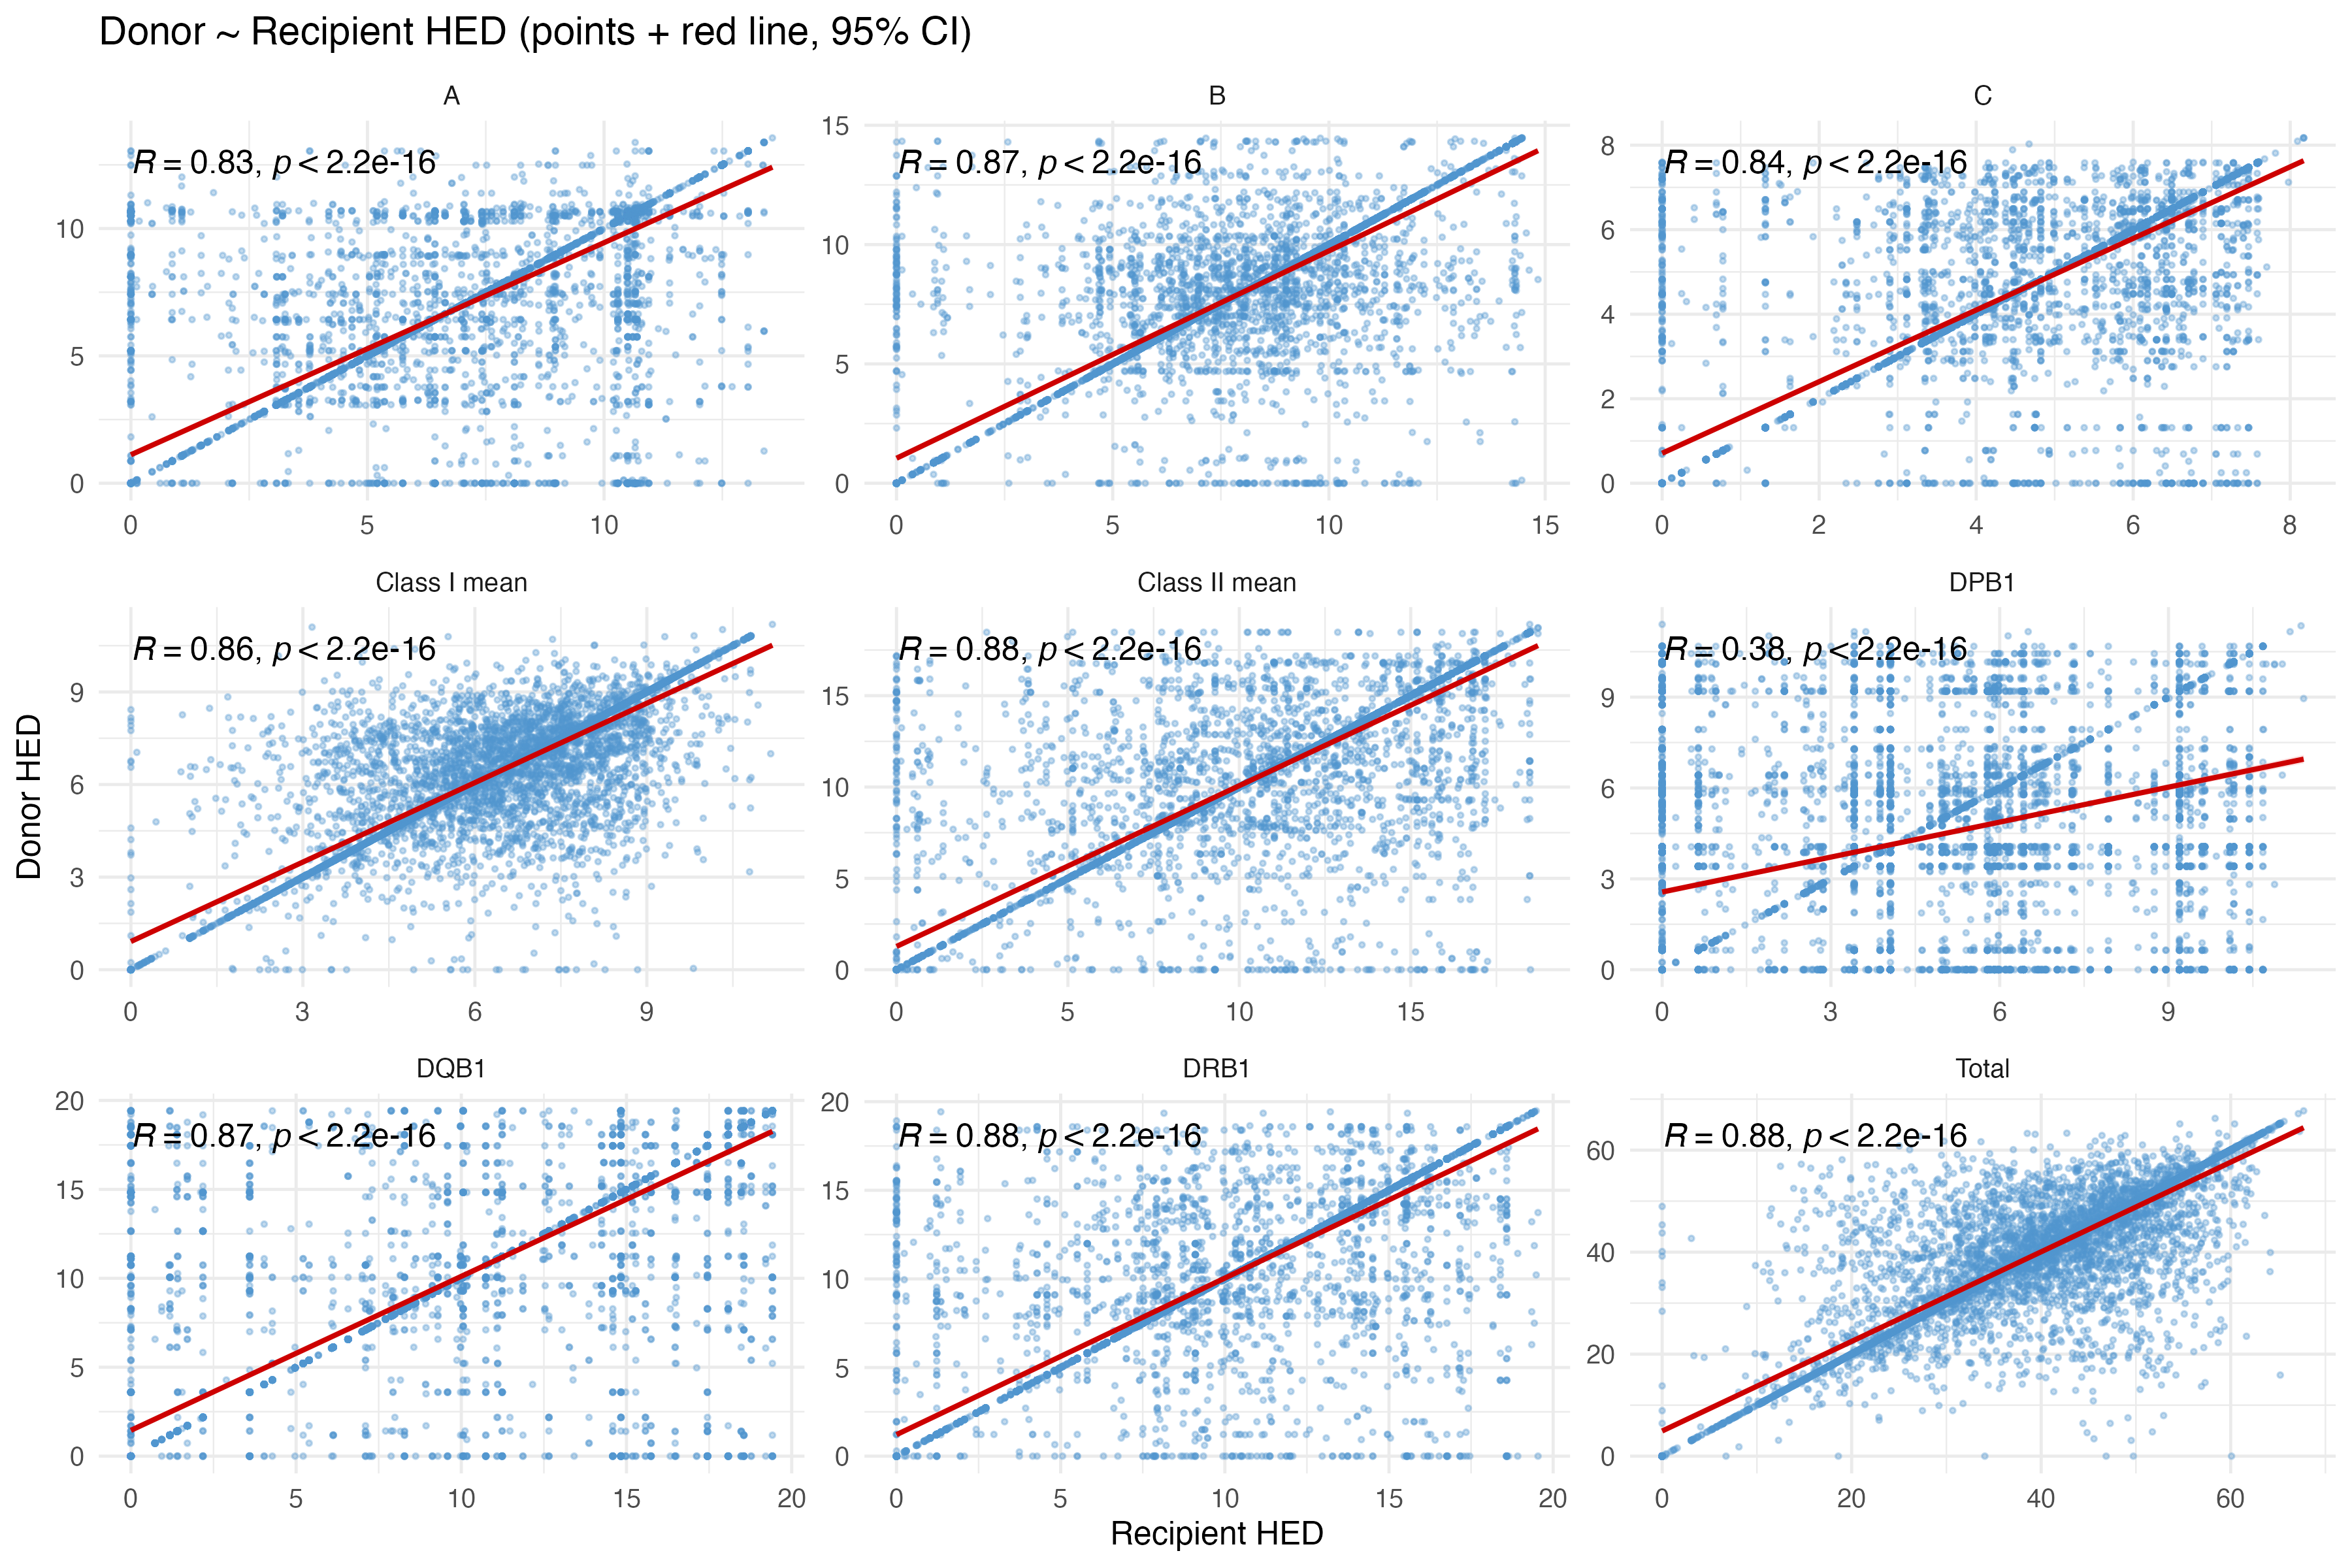 Donor ~ Recipient HED (points + red line, 95% CI)
A
B
C
R = 0.83, p < 2.2e-16
R = 0.87, p < 2.2e-16
R = 0.84, p < 2.2e-16
10
5
0
15
10
5
0
8
6
4
2
0
0 5 10
0 5 10 15
0 2 4 6 8
Class I mean
Class II mean
DPB1
R = 0.86, p < 2.2e-16
R = 0.88, p < 2.2e-16
R = 0.38, p < 2.2e-16
9
6
3
0
15
10
5
0
9
6
3
0
Donor HED
0 3 6 9
0 5 10 15
0 3 6 9
DQB1
DRB1
Total
R = 0.87, p < 2.2e-16
R = 0.88, p < 2.2e-16
R = 0.88, p < 2.2e-16
20
15
10
5
0
20
15
10
5
0
60
40
20
0
0 5 10 15 20
0 5 10 15 20
0 20 40 60
Recipient HED